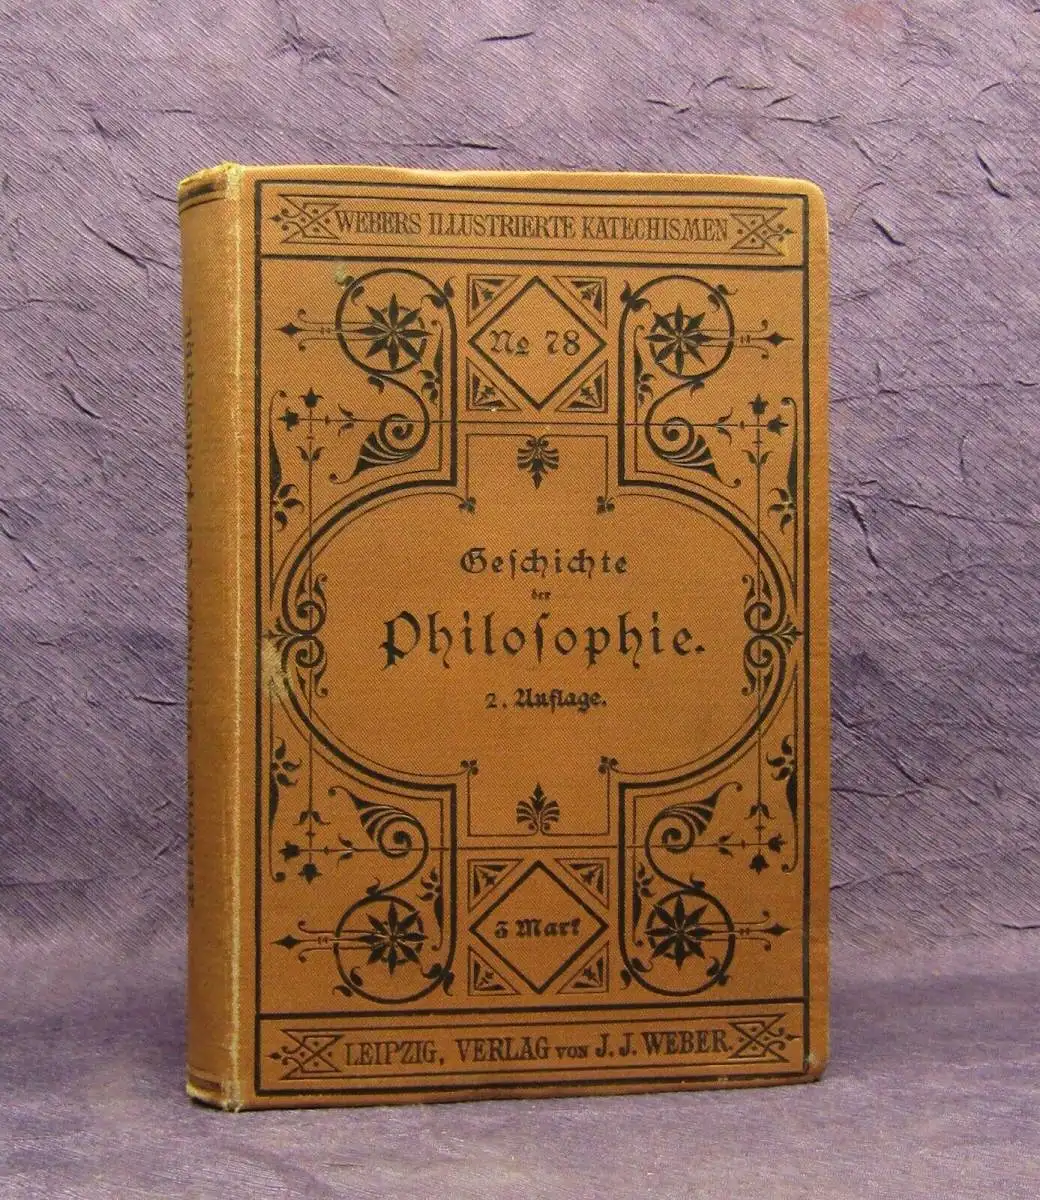 WEBERS ILLUSTRIERTE KATECHISMEN
No 78
Geſchichte
der
Philoſophie.
2. Auflage.
3 Mark
LEIPZIG, VERLAG VON J. J. WEBER.